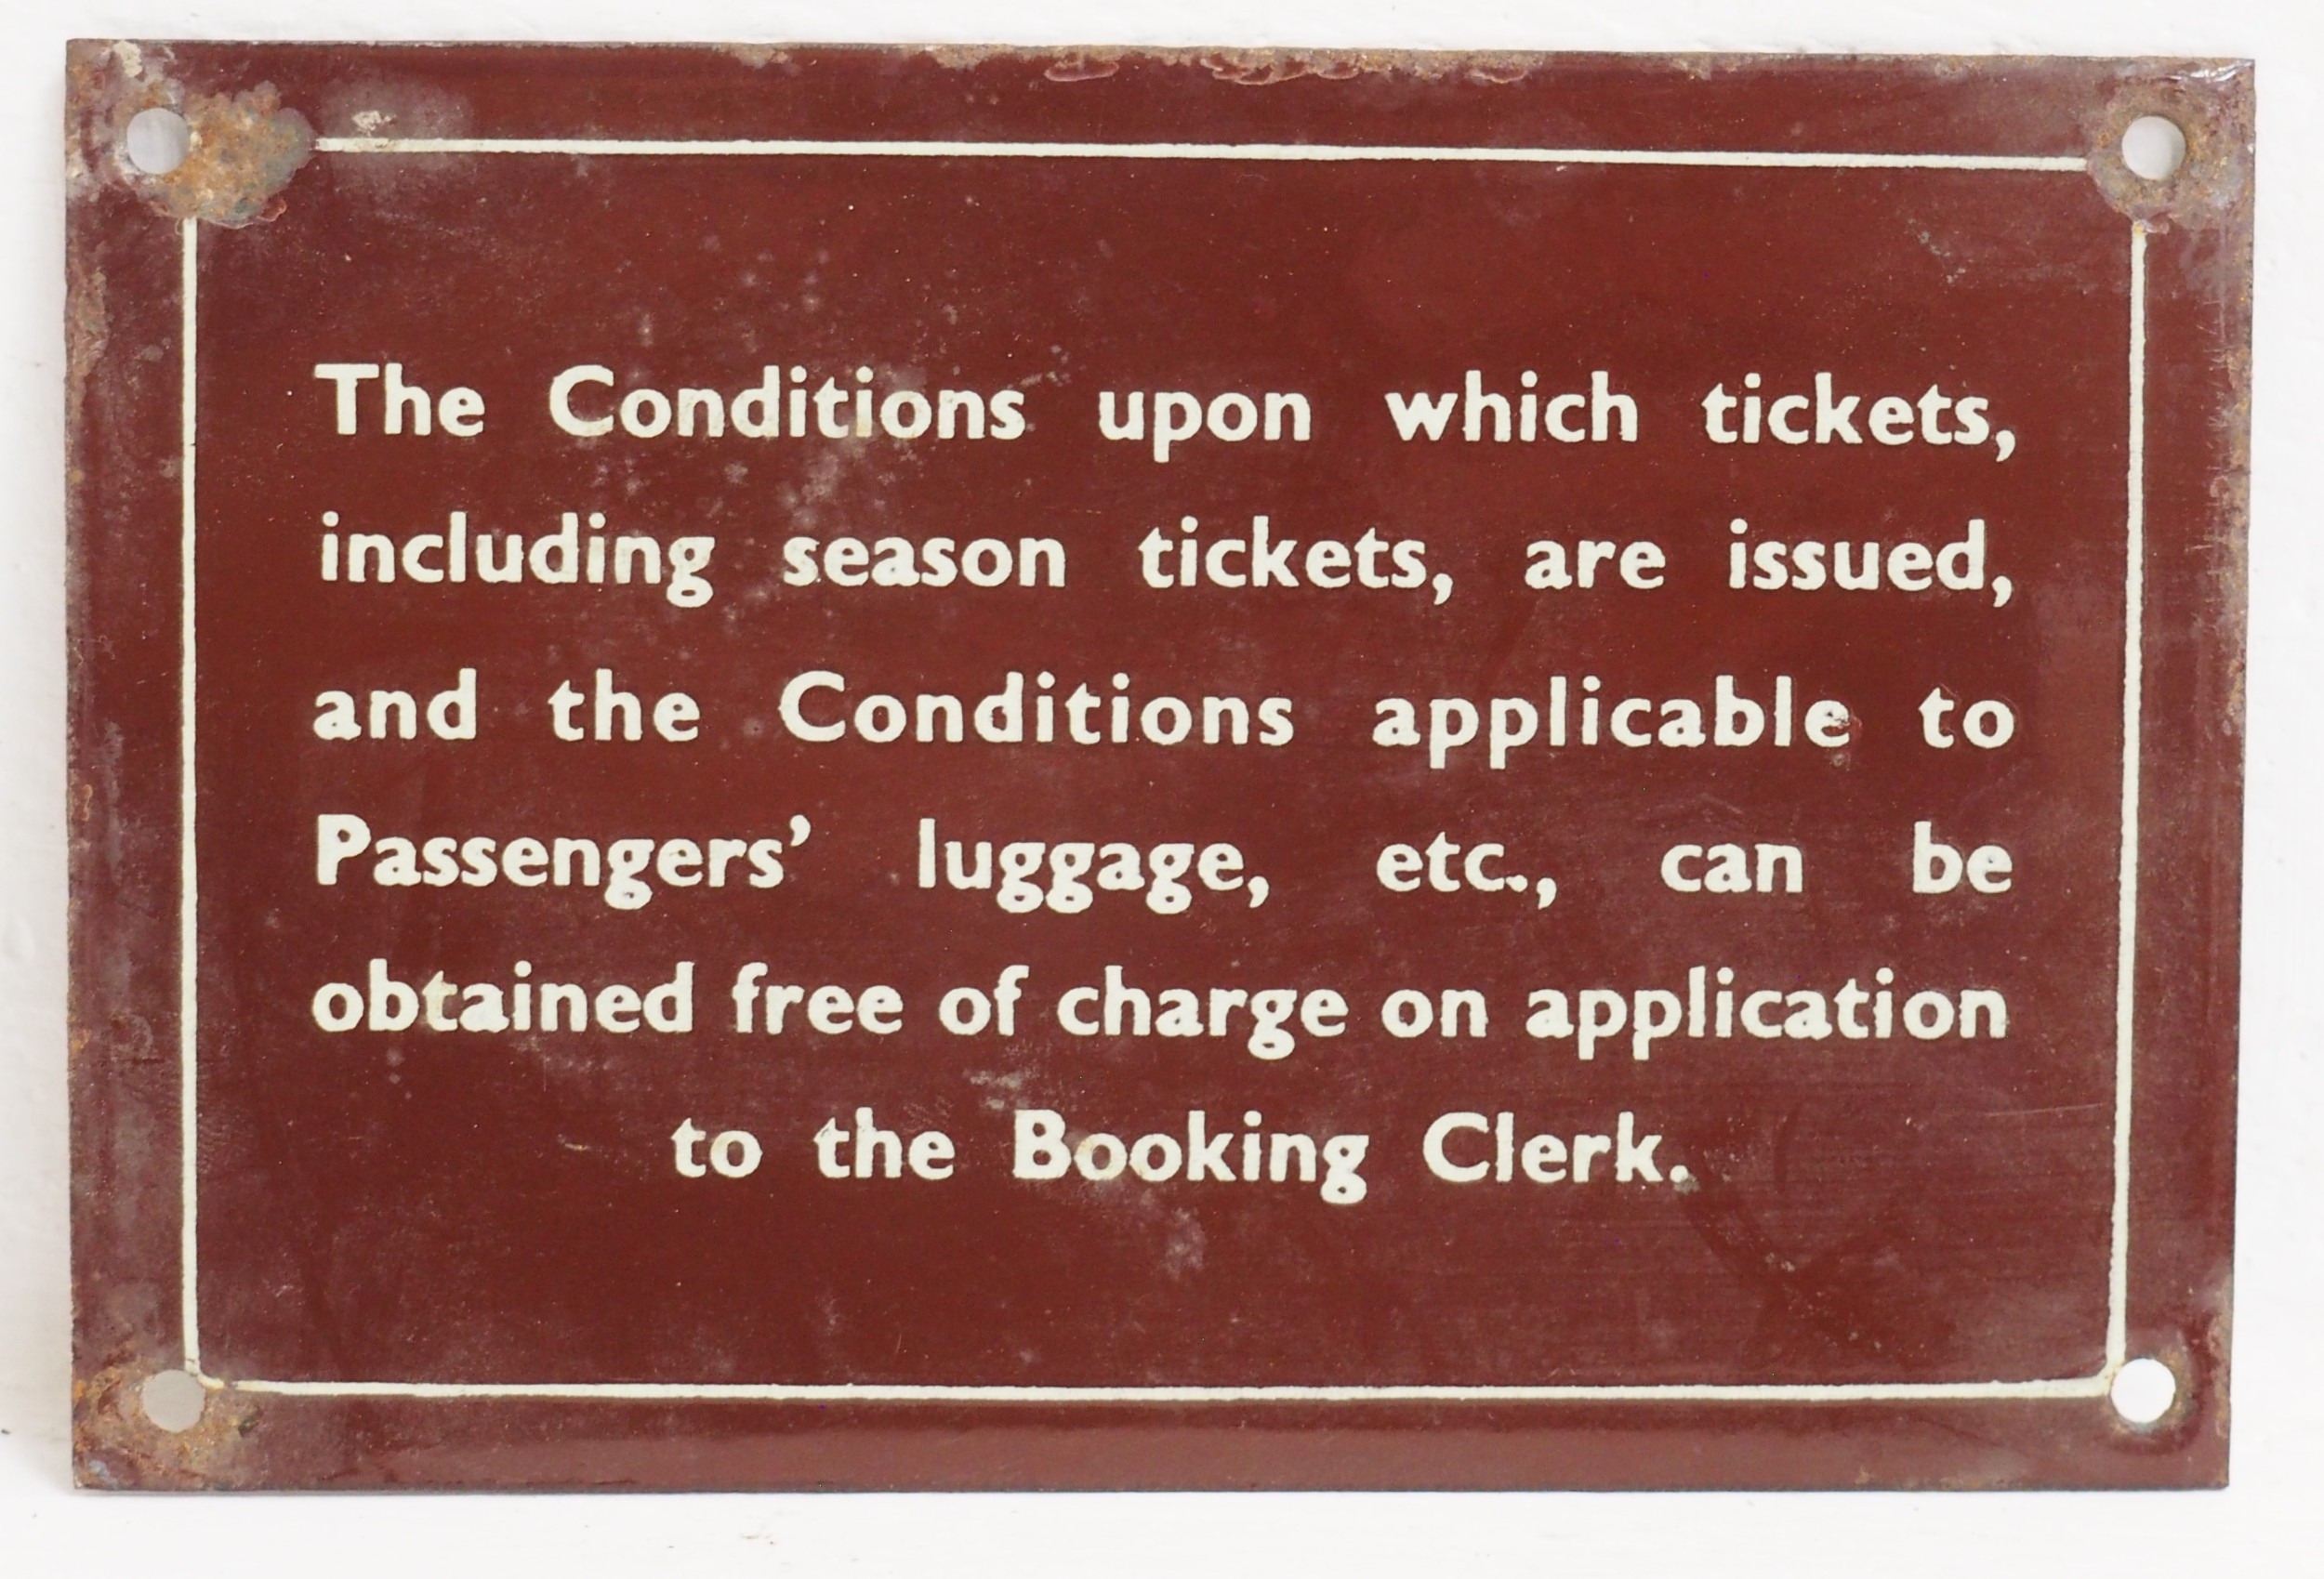 The Conditions upon which tickets,
including season tickets, are issued,
and the Conditions applicable to
Passengers’ luggage, etc., can be
obtained free of charge on application
to the Booking Clerk.